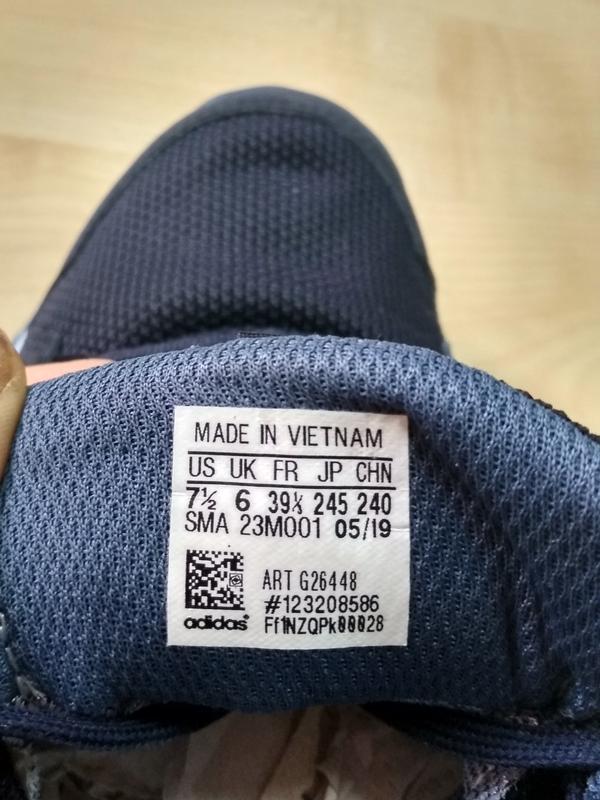 MADE IN VIETNAM
US UK FR JP CHN
7½ 6 39⅓ 245 240
SMA 23M001 05/19
ART G26448
#123208586
adidas Ff1NZQPk00028